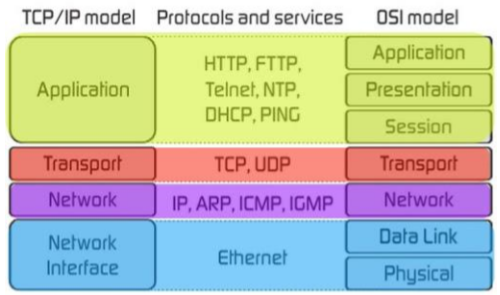 TCP/IP model Protocols and services OSI model
Application
HTTP, FTTP,
Telnet, NTP,
DHCP, PING
Application
Presentation
Session
Transport TCP, UDP Transport
Network IP, ARP, ICMP, IGMP Network
Network
Interface
Ethernet
Data Link
Physical